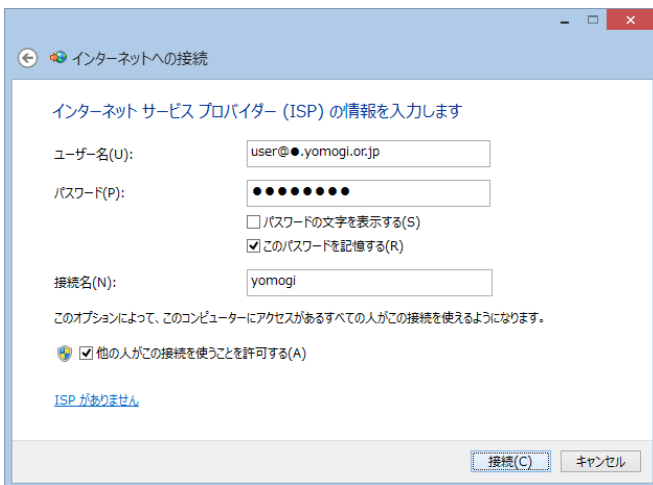 インターネットへの接続
インターネット サービス プロバイダー (ISP) の情報を入力します
ユーザー名(U):
user@●.yomogi.or.jp
パスワード(P):
●●●●●●●●
パスワードの文字を表示する(S)
このパスワードを記憶する(R)
接続名(N):
yomogi
このオプションによって、このコンピューターにアクセスがあるすべての人がこの接続を使えるようになります。
他の人がこの接続を使うことを許可する(A)
ISP がありません
接続(C)
キャンセル